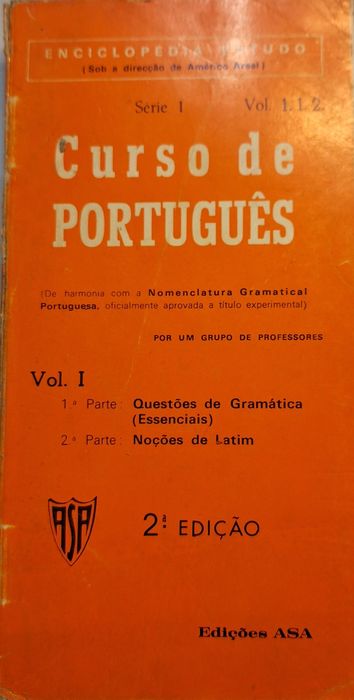 ENCICLOPÉDIA ESTUDO
(Sob a direcção de Américo Areal)
Série 1 Vol. 1. 1. 2.
Curso de
PORTUGUÊS
(De harmonia com a Nomenclatura Gramatical
Portuguesa, oficialmente aprovada a título experimental)
POR UM GRUPO DE PROFESSORES
Vol. I
1.ª Parte: Questões de Gramática
(Essenciais)
2.ª Parte: Noções de Latim
ASA
2.ª EDIÇÃO
Edições ASA